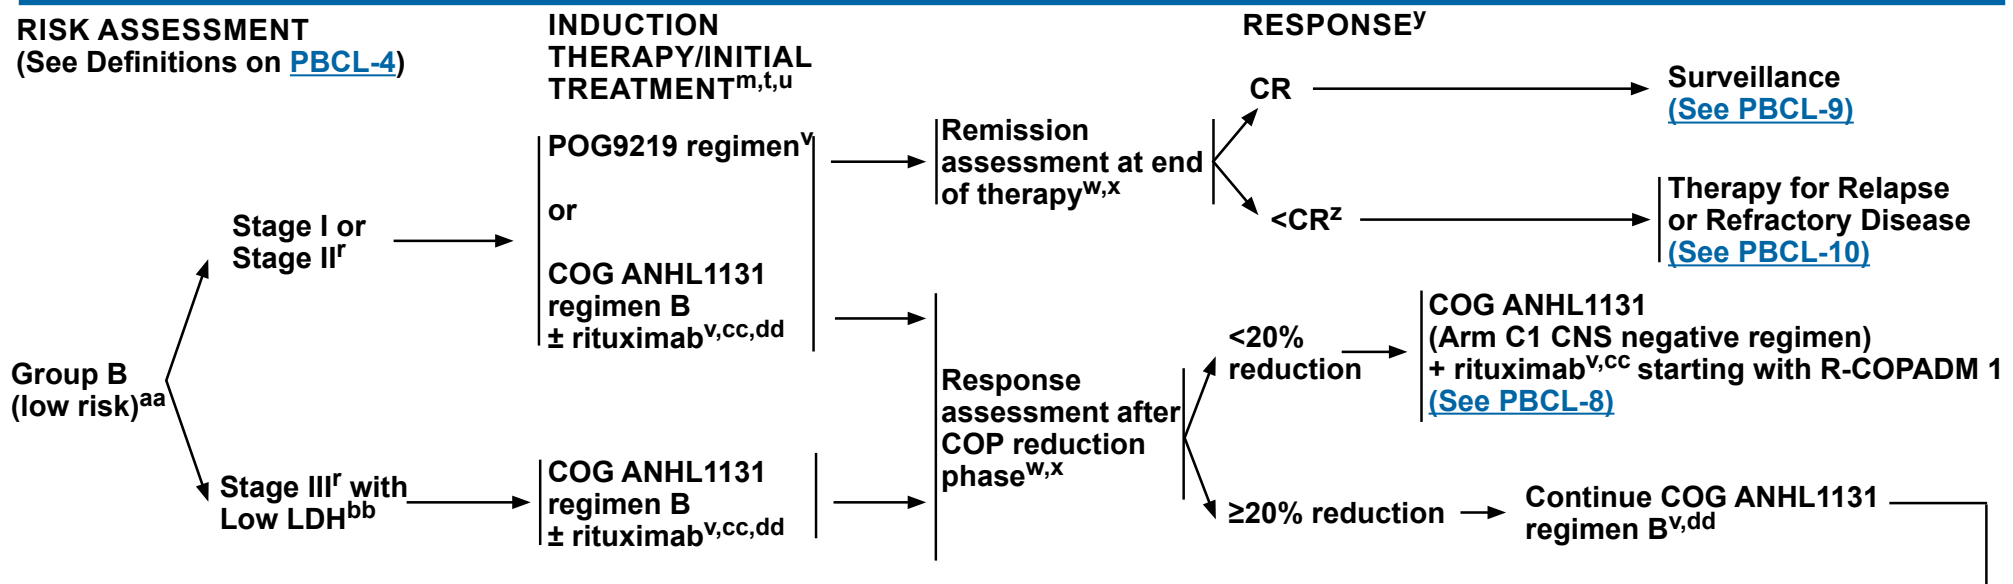 RISK ASSESSMENT
(See Definitions on PBCL-4)
INDUCTION
THERAPY/INITIAL
TREATMENTm,t,u
RESPONSEy
Group B
(low risk)aa
Stage I or
Stage IIr
Stage IIIr with
Low LDHbb
POG9219 regimenv
or
COG ANHL1131
regimen B
± rituximabv,cc,dd
COG ANHL1131
regimen B
± rituximabv,cc,dd
Remission
assessment at end
of therapyw,x
CR
Surveillance
(See PBCL-9)
<CRz
Therapy for Relapse
or Refractory Disease
(See PBCL-10)
Response
assessment after
COP reduction
phasew,x
<20%
reduction
COG ANHL1131
(Arm C1 CNS negative regimen)
+ rituximabv,cc starting with R-COPADM 1
(See PBCL-8)
≥20% reduction
Continue COG ANHL1131
regimen Bv,dd